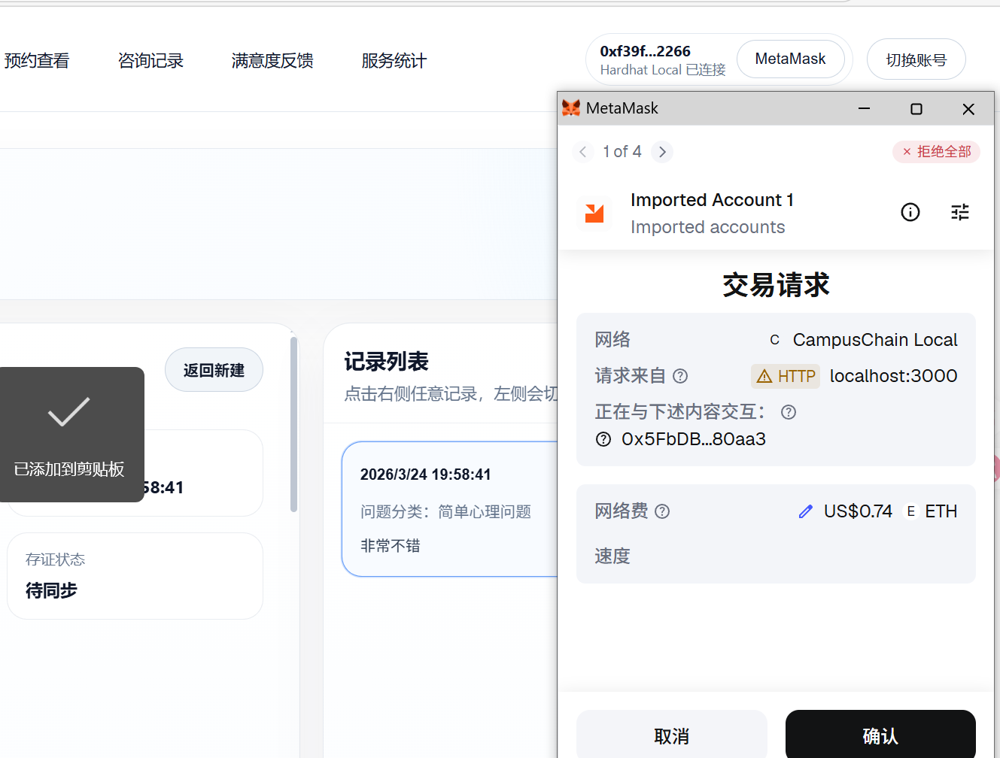 预约查看
咨询记录
满意度反馈
服务统计
0xf39f...2266
Hardhat Local 已连接
MetaMask
切换账号
MetaMask
1 of 4
拒绝全部
Imported Account 1
Imported accounts
交易请求
网络
C CampusChain Local
请求来自
HTTP localhost:3000
正在与下述内容交互：
0x5FbDB...80aa3
网络费
US$0.74 E ETH
速度
取消
确认
返回新建
已添加到剪贴板
58:41
存证状态
待同步
记录列表
点击右侧任意记录，左侧会切
2026/3/24 19:58:41
问题分类：简单心理问题
非常不错